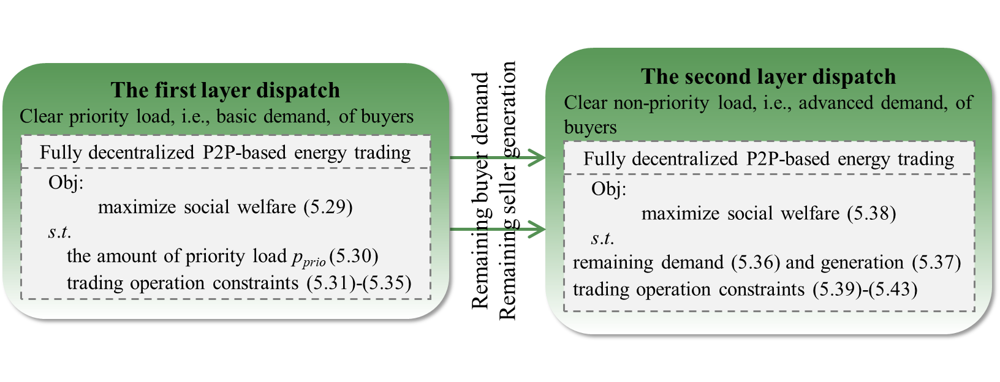 The first layer dispatch
Clear priority load, i.e., basic demand, of buyers
Fully decentralized P2P-based energy trading
Obj:
maximize social welfare (5.29)
s.t.
the amount of priority load p_prio (5.30)
trading operation constraints (5.31)-(5.35)
Remaining buyer demand
Remaining seller generation
The second layer dispatch
Clear non-priority load, i.e., advanced demand, of
buyers
Fully decentralized P2P-based energy trading
Obj:
maximize social welfare (5.38)
s.t.
remaining demand (5.36) and generation (5.37)
trading operation constraints (5.39)-(5.43)